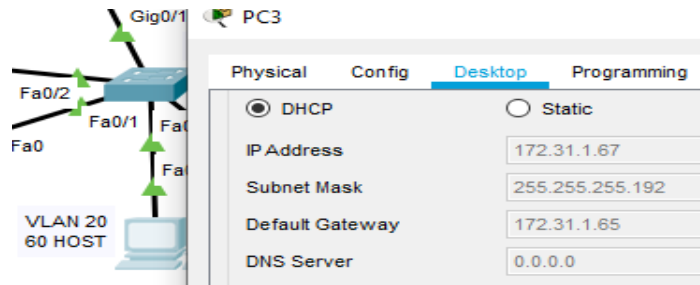 Gig0/1
Fa0/2
Fa0/1
Fa0
Fa0
VLAN 20
60 HOST
PC3
Physical Config Desktop Programming
DHCP Static
IP Address 172.31.1.67
Subnet Mask 255.255.255.192
Default Gateway 172.31.1.65
DNS Server 0.0.0.0